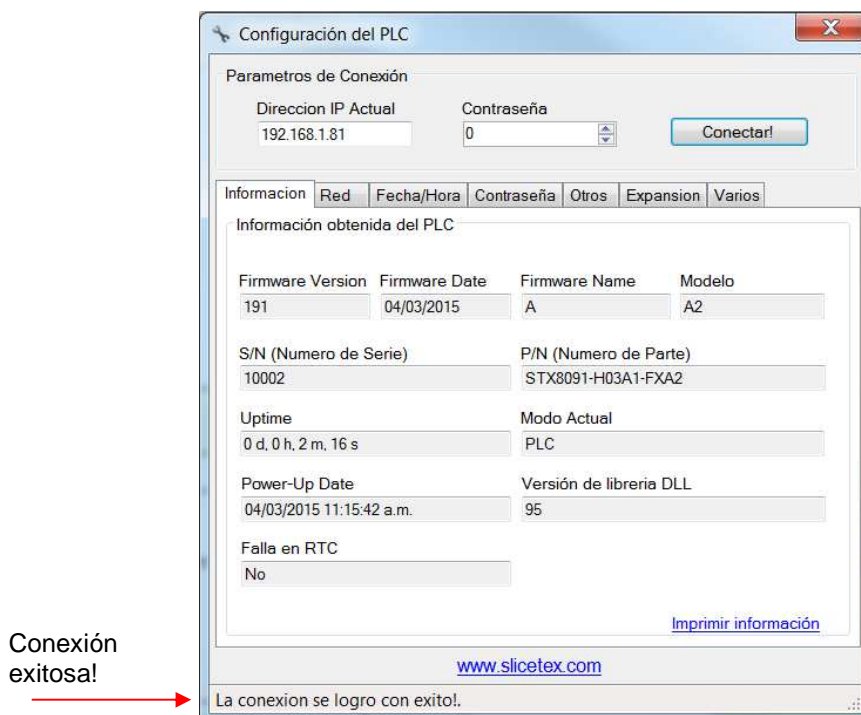 Configuración del PLC
Parametros de Conexión
Direccion IP Actual Contraseña
192.168.1.81 0 Conectar!
Informacion Red Fecha/Hora Contraseña Otros Expansion Varios
Información obtenida del PLC
Firmware Version Firmware Date Firmware Name Modelo
191 04/03/2015 A A2
S/N (Numero de Serie) P/N (Numero de Parte)
10002 STX8091-H03A1-FXA2
Uptime Modo Actual
0 d, 0 h, 2 m, 16 s PLC
Power-Up Date Versión de libreria DLL
04/03/2015 11:15:42 a.m. 95
Falla en RTC
No
Imprimir información
www.slicetex.com
Conexión
exitosa!
La conexion se logro con exito!.